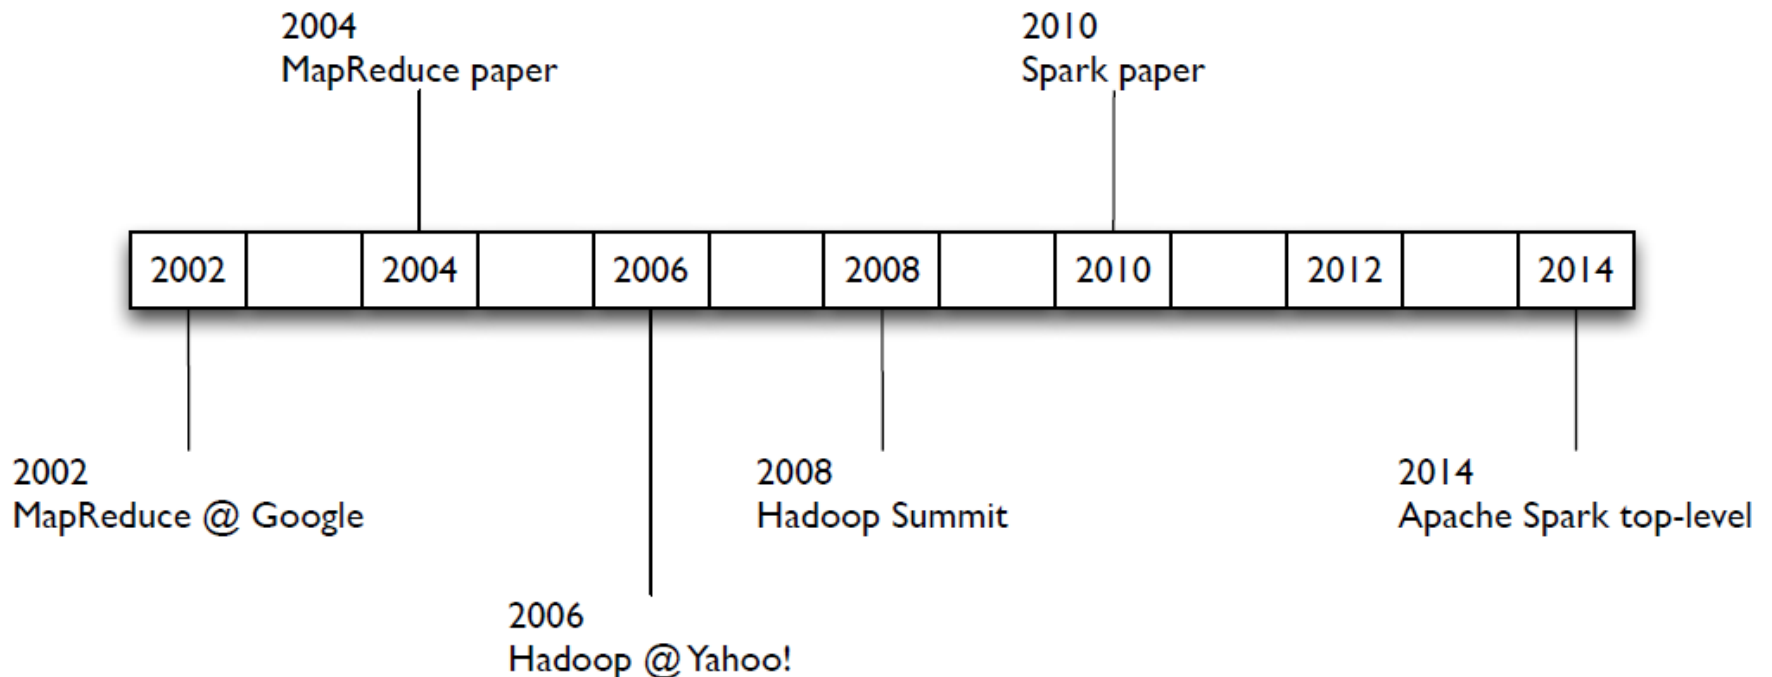 2004
MapReduce paper
2010
Spark paper
2002 2004 2006 2008 2010 2012 2014
2002
MapReduce @ Google
2008
Hadoop Summit
2014
Apache Spark top-level
2006
Hadoop @ Yahoo!